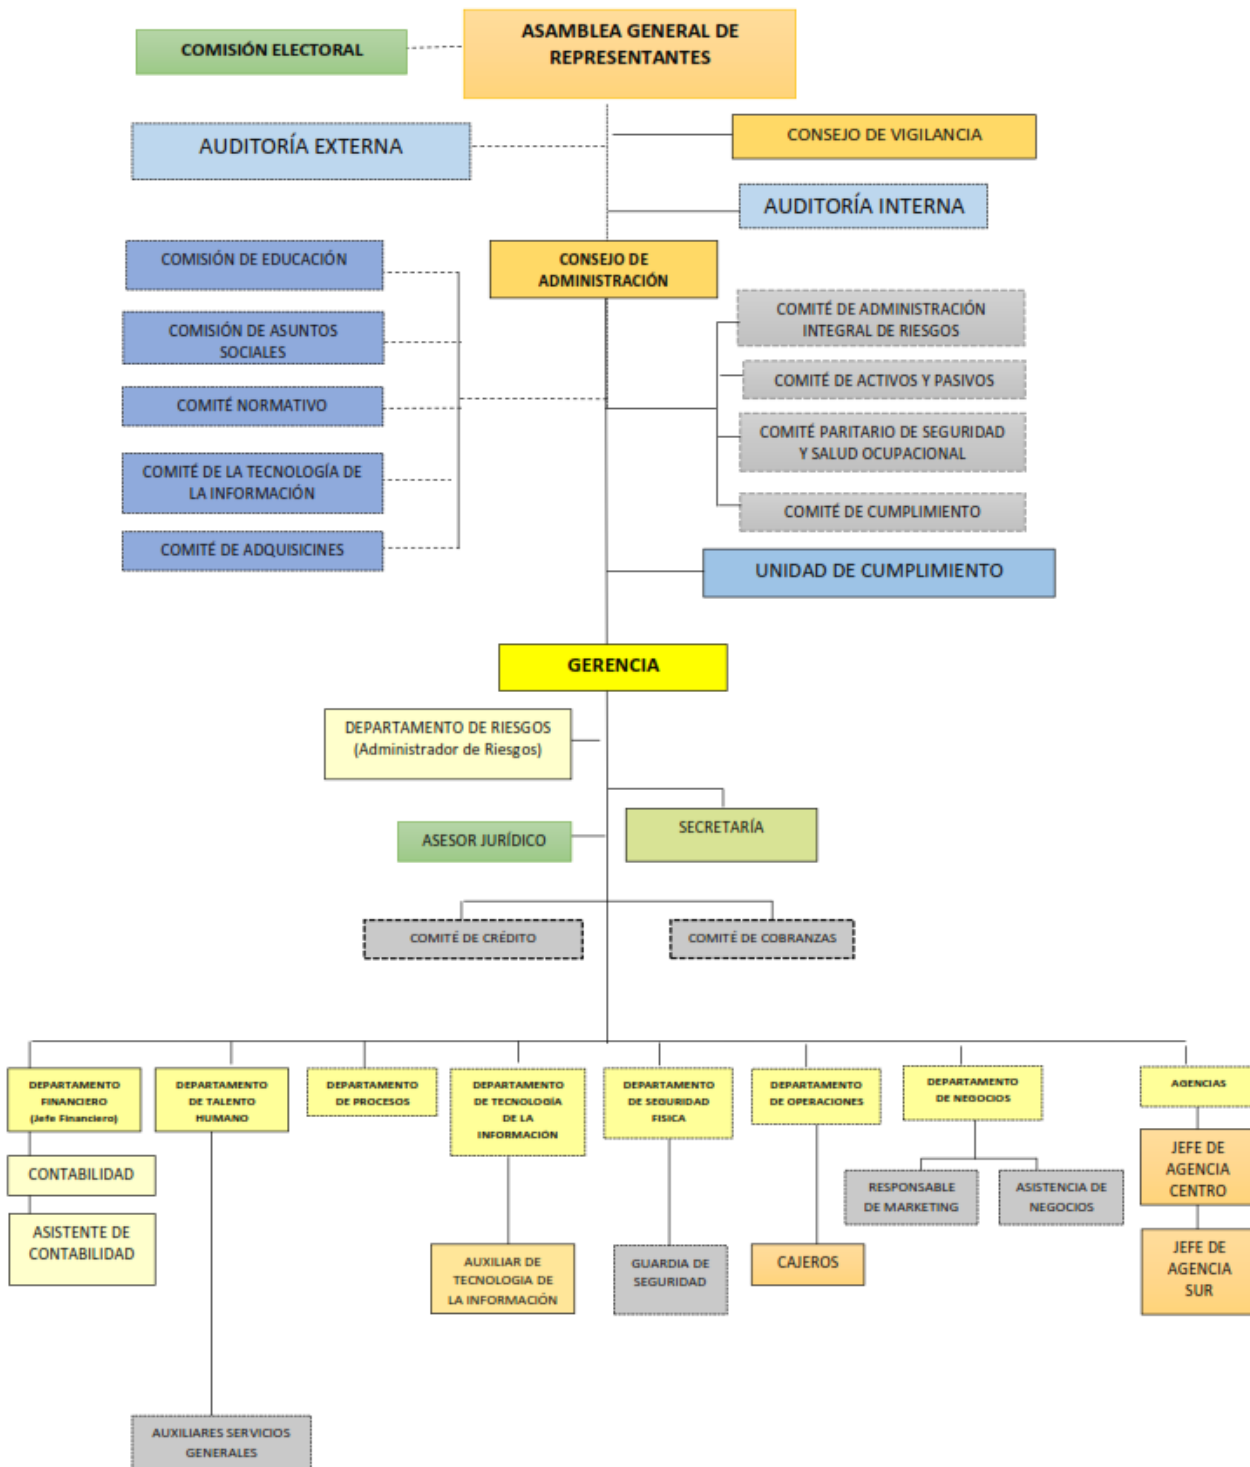 ASAMBLEA GENERAL DE
REPRESENTANTES
COMISIÓN ELECTORAL
AUDITORÍA EXTERNA
CONSEJO DE VIGILANCIA
AUDITORÍA INTERNA
COMISIÓN DE EDUCACIÓN
CONSEJO DE
ADMINISTRACIÓN
COMISIÓN DE ASUNTOS
SOCIALES
COMITÉ NORMATIVO
COMITÉ DE LA TECNOLOGÍA DE
LA INFORMACIÓN
COMITÉ DE ADQUISICINES
COMITÉ DE ADMINISTRACIÓN
INTEGRAL DE RIESGOS
COMITÉ DE ACTIVOS Y PASIVOS
COMITÉ PARITARIO DE SEGURIDAD
Y SALUD OCUPACIONAL
COMITÉ DE CUMPLIMIENTO
UNIDAD DE CUMPLIMIENTO
GERENCIA
DEPARTAMENTO DE RIESGOS
(Administrador de Riesgos)
SECRETARÍA
ASESOR JURÍDICO
COMITÉ DE CRÉDITO
COMITÉ DE COBRANZAS
DEPARTAMENTO
FINANCIERO
(Jefe Financiero)
DEPARTAMENTO
DE TALENTO
HUMANO
DEPARTAMENTO
DE PROCESOS
DEPARTAMENTO
DE TECNOLOGÍA
DE LA
INFORMACIÓN
DEPARTAMENTO
DE SEGURIDAD
FISICA
DEPARTAMENTO
DE OPERACIONES
DEPARTAMENTO
DE NEGOCIOS
AGENCIAS
CONTABILIDAD
ASISTENTE DE
CONTABILIDAD
AUXILIAR DE
TECNOLOGIA DE
LA INFORMACIÓN
GUARDIA DE
SEGURIDAD
CAJEROS
RESPONSABLE
DE MARKETING
ASISTENCIA DE
NEGOCIOS
JEFE DE
AGENCIA
CENTRO
JEFE DE
AGENCIA
SUR
AUXILIARES SERVICIOS
GENERALES